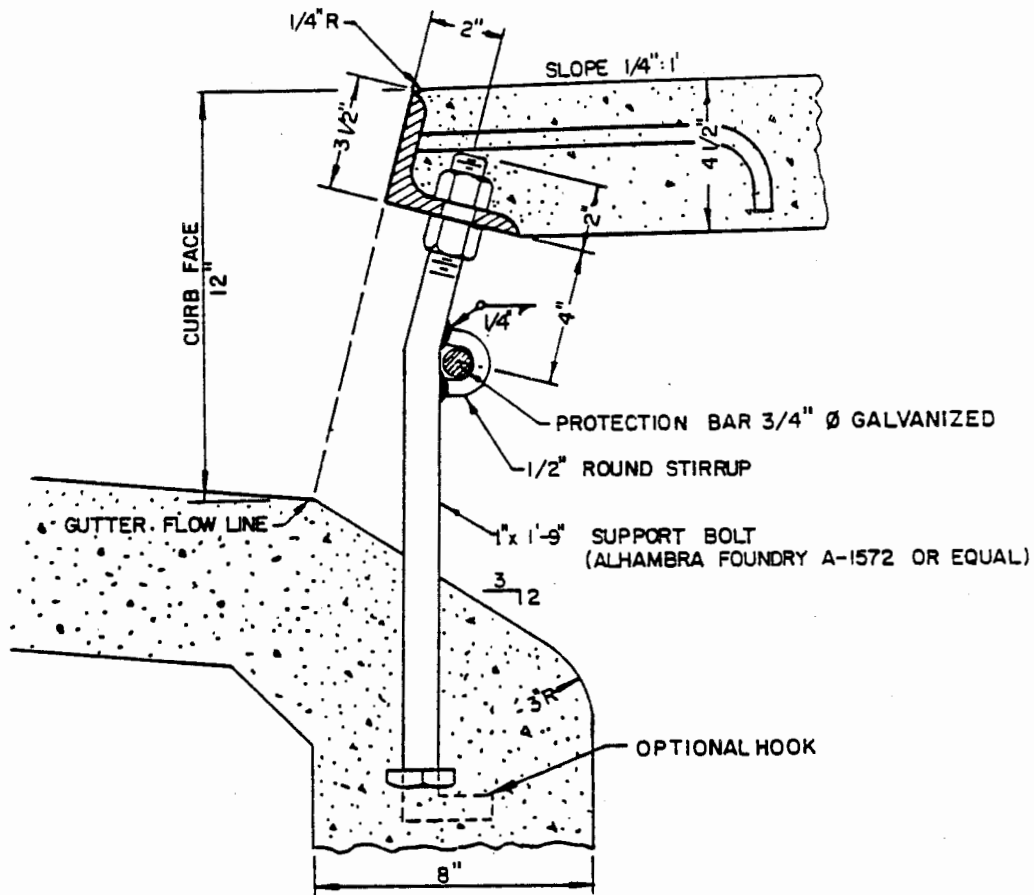 1/4" R
2"
SLOPE 1/4":1'
3 1/2"
4 1/2"
2"
CURB FACE
12"
1/4"
4"
PROTECTION BAR 3/4" Ø GALVANIZED
1/2" ROUND STIRRUP
GUTTER FLOW LINE
1" x 1'-9" SUPPORT BOLT
(ALHAMBRA FOUNDRY A-1572 OR EQUAL)
3
2
3"R
OPTIONAL HOOK
8"